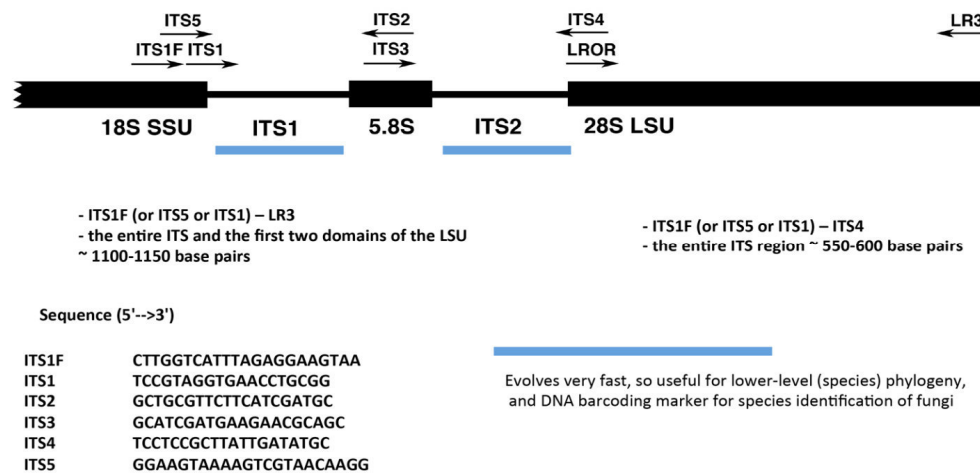 ITS5 ITS2 ITS4 LR3
ITS1F ITS1 ITS3 LROR
18S SSU ITS1 5.8S ITS2 28S LSU
- ITS1F (or ITS5 or ITS1) – LR3
- the entire ITS and the first two domains of the LSU
~ 1100-1150 base pairs
- ITS1F (or ITS5 or ITS1) – ITS4
- the entire ITS region ~ 550-600 base pairs
Sequence (5'-->3')
ITS1F CTTGGTCATTTAGAGGAAGTAA
ITS1 TCCGTAGGTGAACCTGCGG
ITS2 GCTGCGTTCTTCATCGATGC
ITS3 GCATCGATGAAGAACGCAGC
ITS4 TCCTCCGCTTATTGATATGC
ITS5 GGAAGTAAAAGTCGTAACAAGG
Evolves very fast, so useful for lower-level (species) phylogeny,
and DNA barcoding marker for species identification of fungi